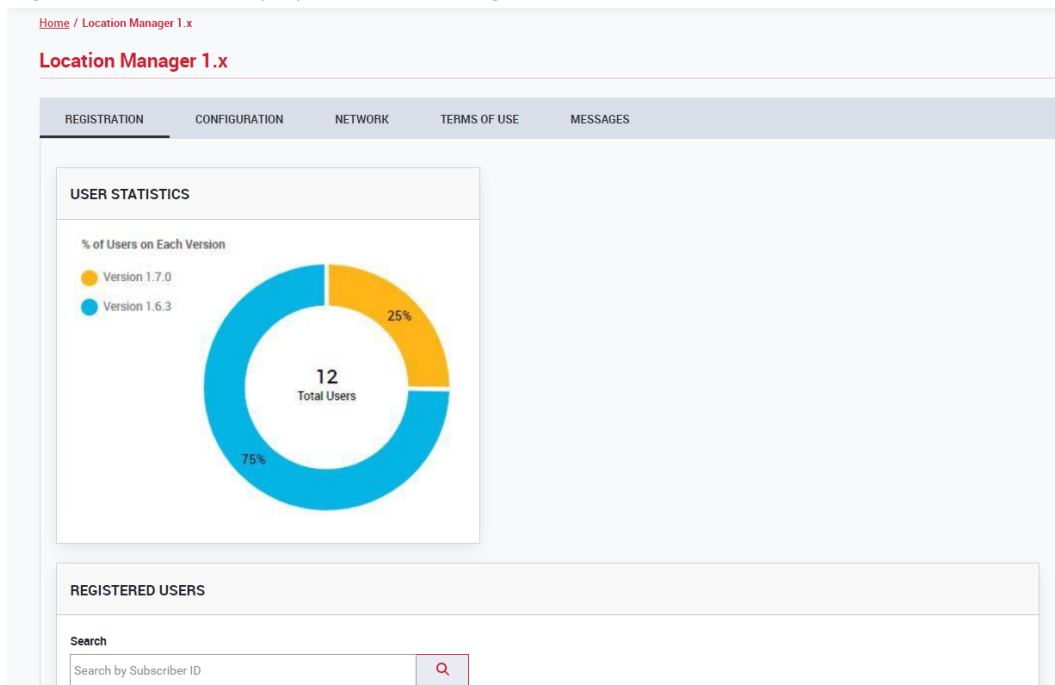 Home / Location Manager 1.x
Location Manager 1.x
REGISTRATION CONFIGURATION NETWORK TERMS OF USE MESSAGES
USER STATISTICS
% of Users on Each Version
Version 1.7.0
Version 1.6.3
25%
12
Total Users
75%
REGISTERED USERS
Search
Search by Subscriber ID